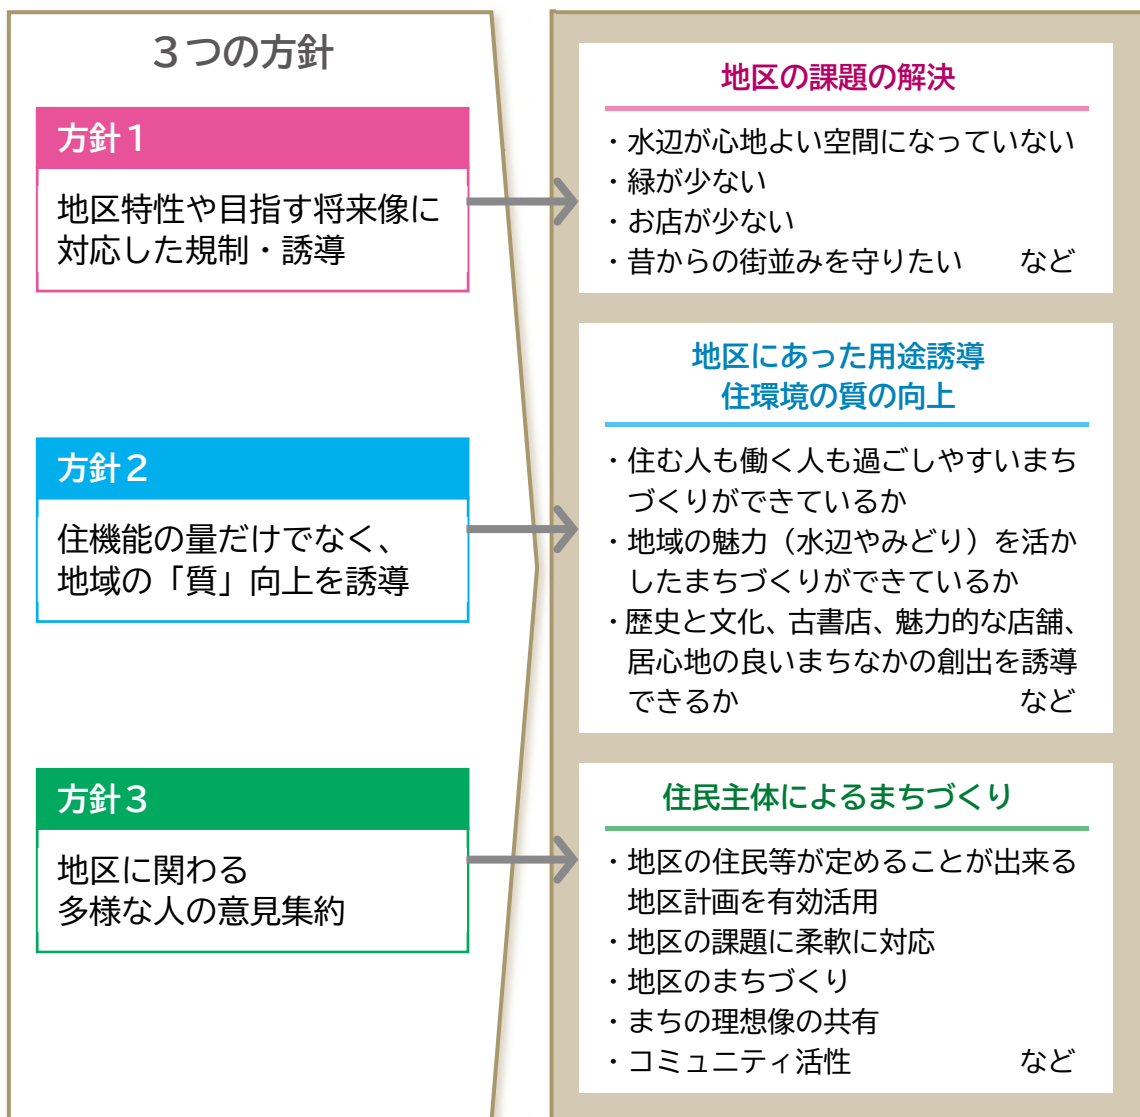 3つの方針
方針1
地区特性や目指す将来像に
対応した規制・誘導
地区の課題の解決
・水辺が心地よい空間になっていない
・緑が少ない
・お店が少ない
・昔からの街並みを守りたい　　など
方針2
住機能の量だけでなく、
地域の「質」向上を誘導
地区にあった用途誘導
住環境の質の向上
・住む人も働く人も過ごしやすいまち
づくりができているか
・地域の魅力（水辺やみどり）を活か
したまちづくりができているか
・歴史と文化、古書店、魅力的な店舗、
居心地の良いまちなかの創出を誘導
できるか　　など
方針3
地区に関わる
多様な人の意見集約
住民主体によるまちづくり
・地区の住民等が定めることが出来る
地区計画を有効活用
・地区の課題に柔軟に対応
・地区のまちづくり
・まちの理想像の共有
・コミュニティ活性　　など